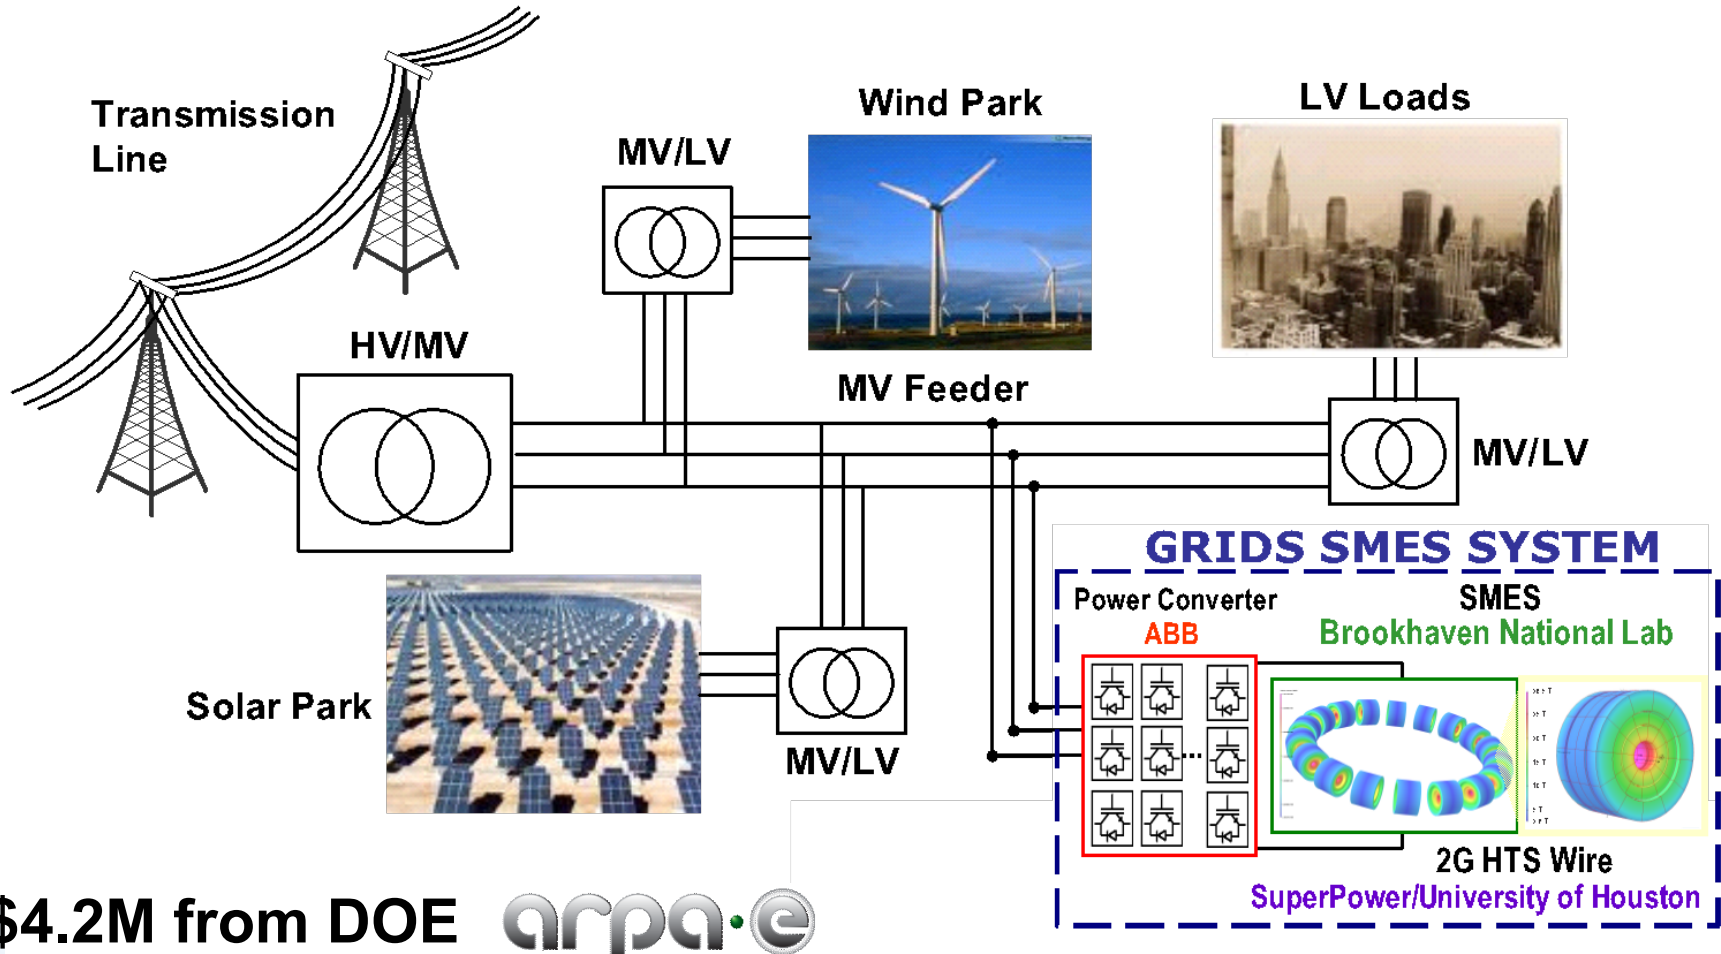 Transmission
Line
MV/LV
Wind Park
LV Loads
HV/MV
MV Feeder
MV/LV
Solar Park
MV/LV
GRIDS SMES SYSTEM
Power Converter
ABB
SMES
Brookhaven National Lab
...
2G HTS Wire
SuperPower/University of Houston
$4.2M from DOE
arpa·e